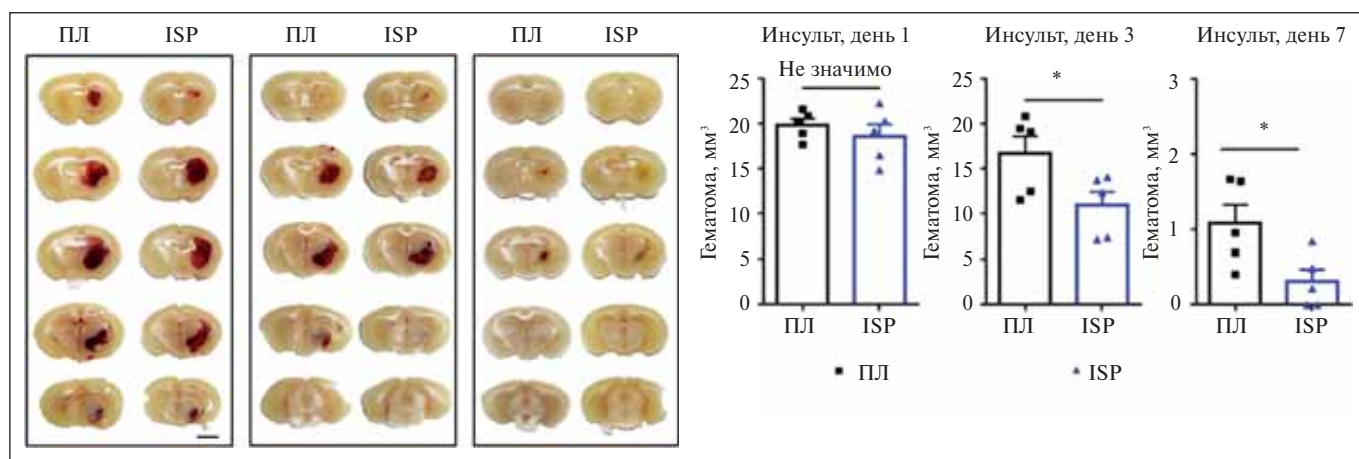 ПЛ ISP ПЛ ISP ПЛ ISP
Инсульт, день 1
Не значимо
Гематома, мм³
25
20
15
10
5
0
ПЛ ISP
Инсульт, день 3
*
Гематома, мм³
25
20
15
10
5
0
ПЛ ISP
Инсульт, день 7
*
Гематома, мм³
3
2
1
0
ПЛ ISP
ПЛ ISP